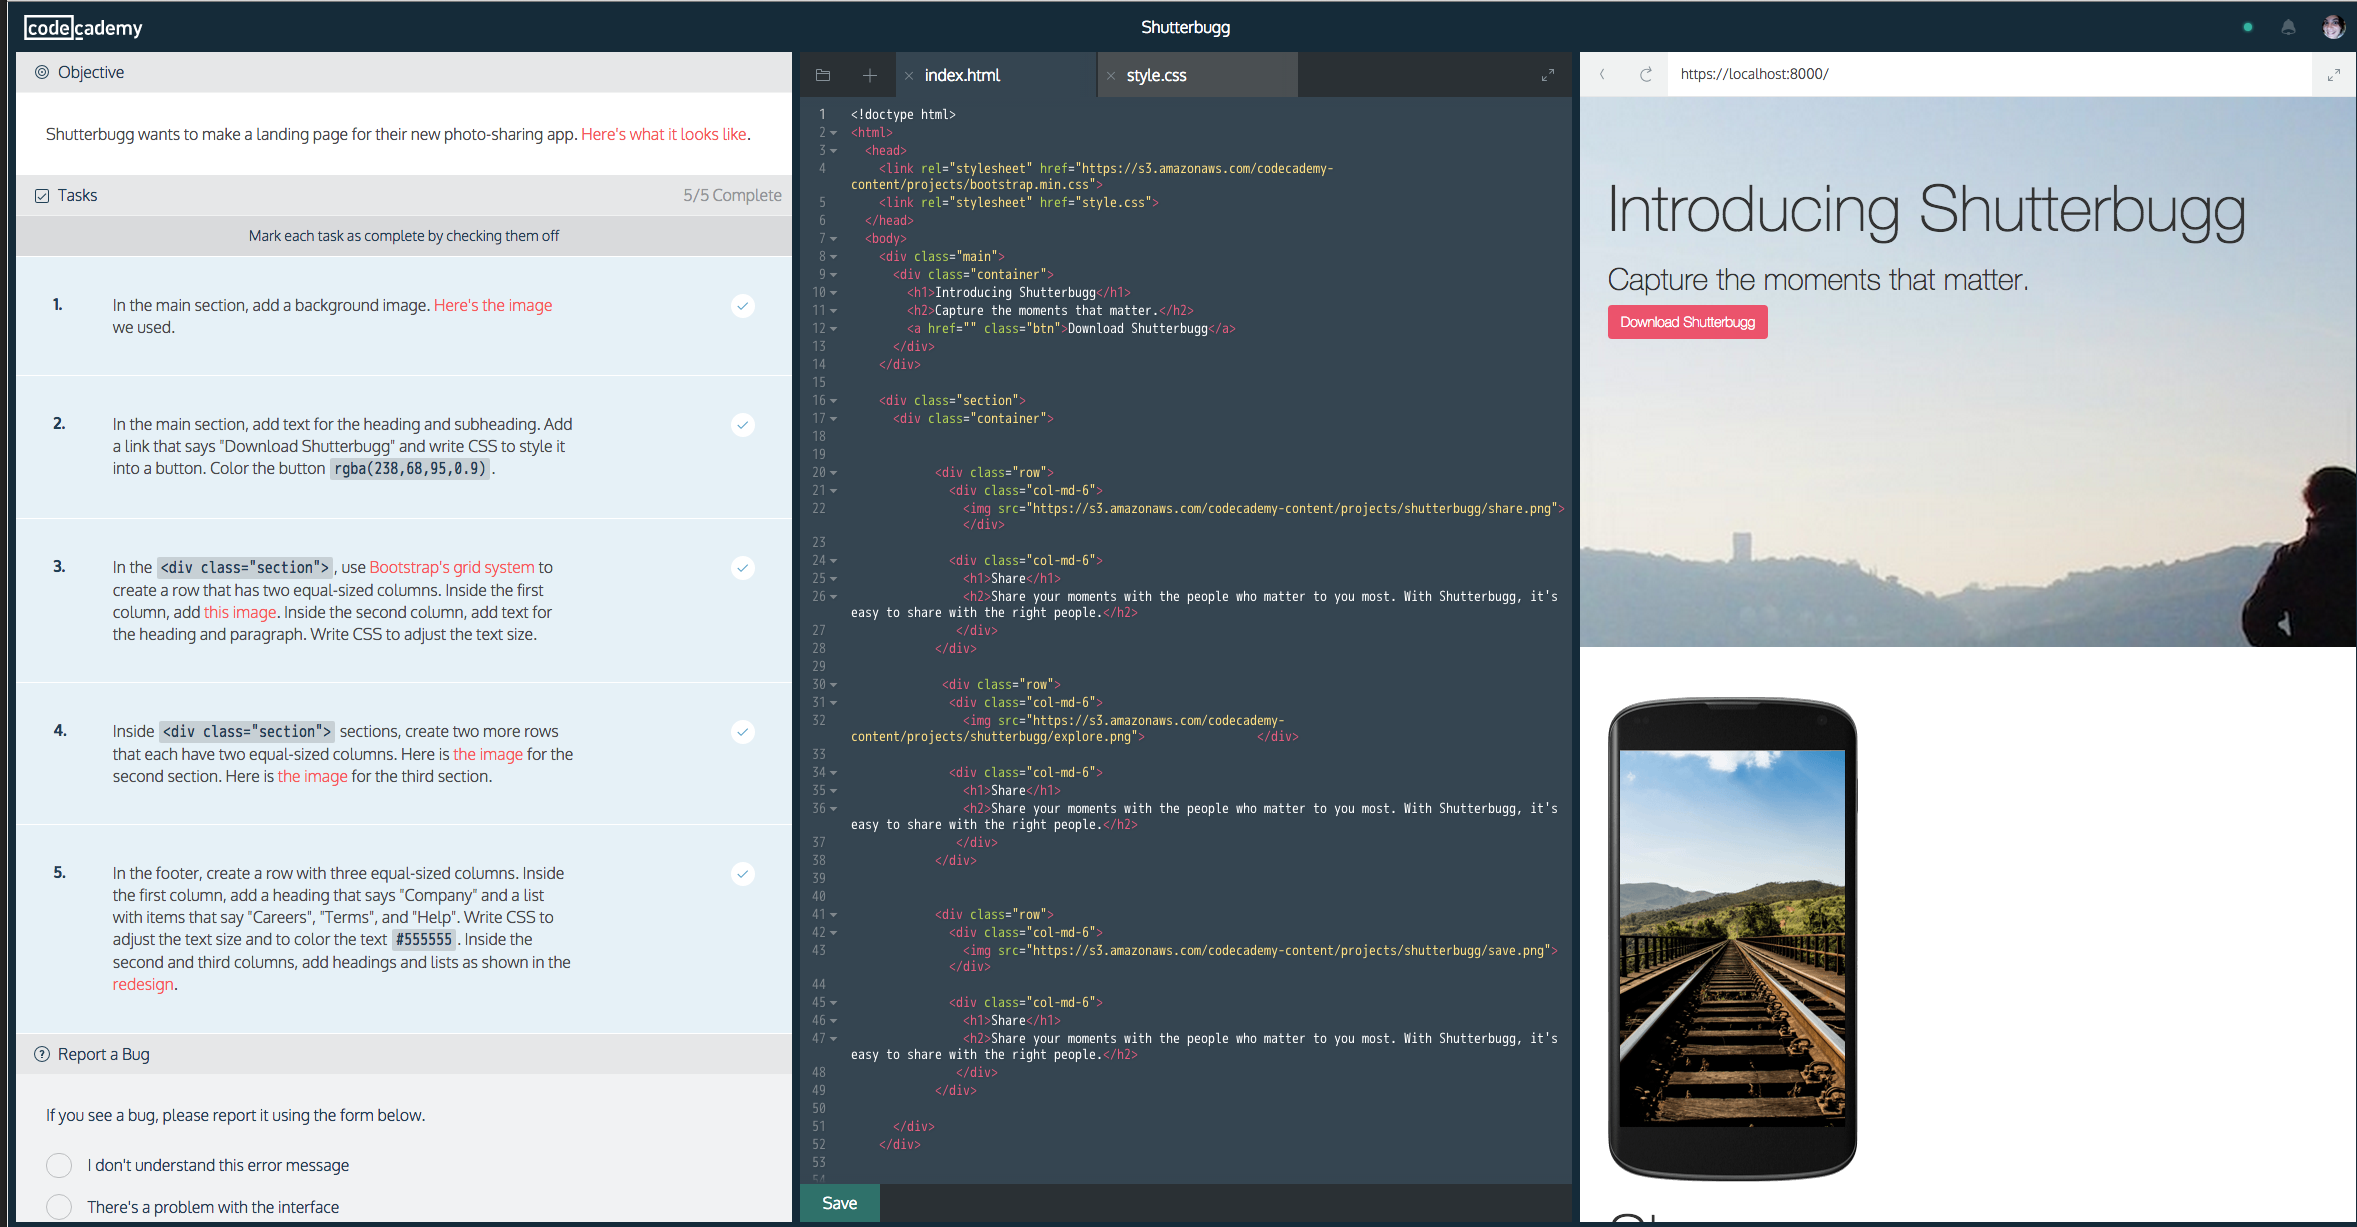 codecademy
Shutterbugg
Objective
Shutterbugg wants to make a landing page for their new photo-sharing app. Here's what it looks like.
Tasks
5/5 Complete
Mark each task as complete by checking them off
1.
In the main section, add a background image. Here's the image
we used.
2.
In the main section, add text for the heading and subheading. Add
a link that says "Download Shutterbugg" and write CSS to style it
into a button. Color the button rgba(238,68,95,0.9).
3.
In the <div class="section">, use Bootstrap's grid system to
create a row that has two equal-sized columns. Inside the first
column, add this image. Inside the second column, add text for
the heading and paragraph. Write CSS to adjust the text size.
4.
Inside <div class="section"> sections, create two more rows
that each have two equal-sized columns. Here is the image for the
second section. Here is the image for the third section.
5.
In the footer, create a row with three equal-sized columns. Inside
the first column, add a heading that says "Company" and a list
with items that say "Careers", "Terms", and "Help". Write CSS to
adjust the text size and to color the text #555555. Inside the
second and third columns, add headings and lists as shown in the
redesign.
Report a Bug
If you see a bug, please report it using the form below.
I don't understand this error message
There's a problem with the interface
index.html
style.css
1 <!doctype html>
2 <html>
3 <head>
4 <link rel="stylesheet" href="https://s3.amazonaws.com/codecademy-
content/projects/bootstrap.min.css">
5 <link rel="stylesheet" href="style.css">
6 </head>
7 <body>
8 <div class="main">
9 <div class="container">
10 <h1>Introducing Shutterbugg</h1>
11 <h2>Capture the moments that matter.</h2>
12 <a href="" class="btn">Download Shutterbugg</a>
13 </div>
14 </div>
15
16 <div class="section">
17 <div class="container">
18
19
20 <div class="row">
21 <div class="col-md-6">
22 <img src="https://s3.amazonaws.com/codecademy-content/projects/shutterbugg/share.png">
</div>
23
24 <div class="col-md-6">
25 <h1>Share</h1>
26 <h2>Share your moments with the people who matter to you most. With Shutterbugg, it's
easy to share with the right people.</h2>
27 </div>
28 </div>
29
30 <div class="row">
31 <div class="col-md-6">
32 <img src="https://s3.amazonaws.com/codecademy-
content/projects/shutterbugg/explore.png"> </div>
33
34 <div class="col-md-6">
35 <h1>Share</h1>
36 <h2>Share your moments with the people who matter to you most. With Shutterbugg, it's
easy to share with the right people.</h2>
37 </div>
38 </div>
39
40
41 <div class="row">
42 <div class="col-md-6">
43 <img src="https://s3.amazonaws.com/codecademy-content/projects/shutterbugg/save.png">
</div>
44
45 <div class="col-md-6">
46 <h1>Share</h1>
47 <h2>Share your moments with the people who matter to you most. With Shutterbugg, it's
easy to share with the right people.</h2>
48 </div>
49 </div>
50
51 </div>
52 </div>
53
54
Save
https://localhost:8000/
Introducing Shutterbugg
Capture the moments that matter.
Download Shutterbugg